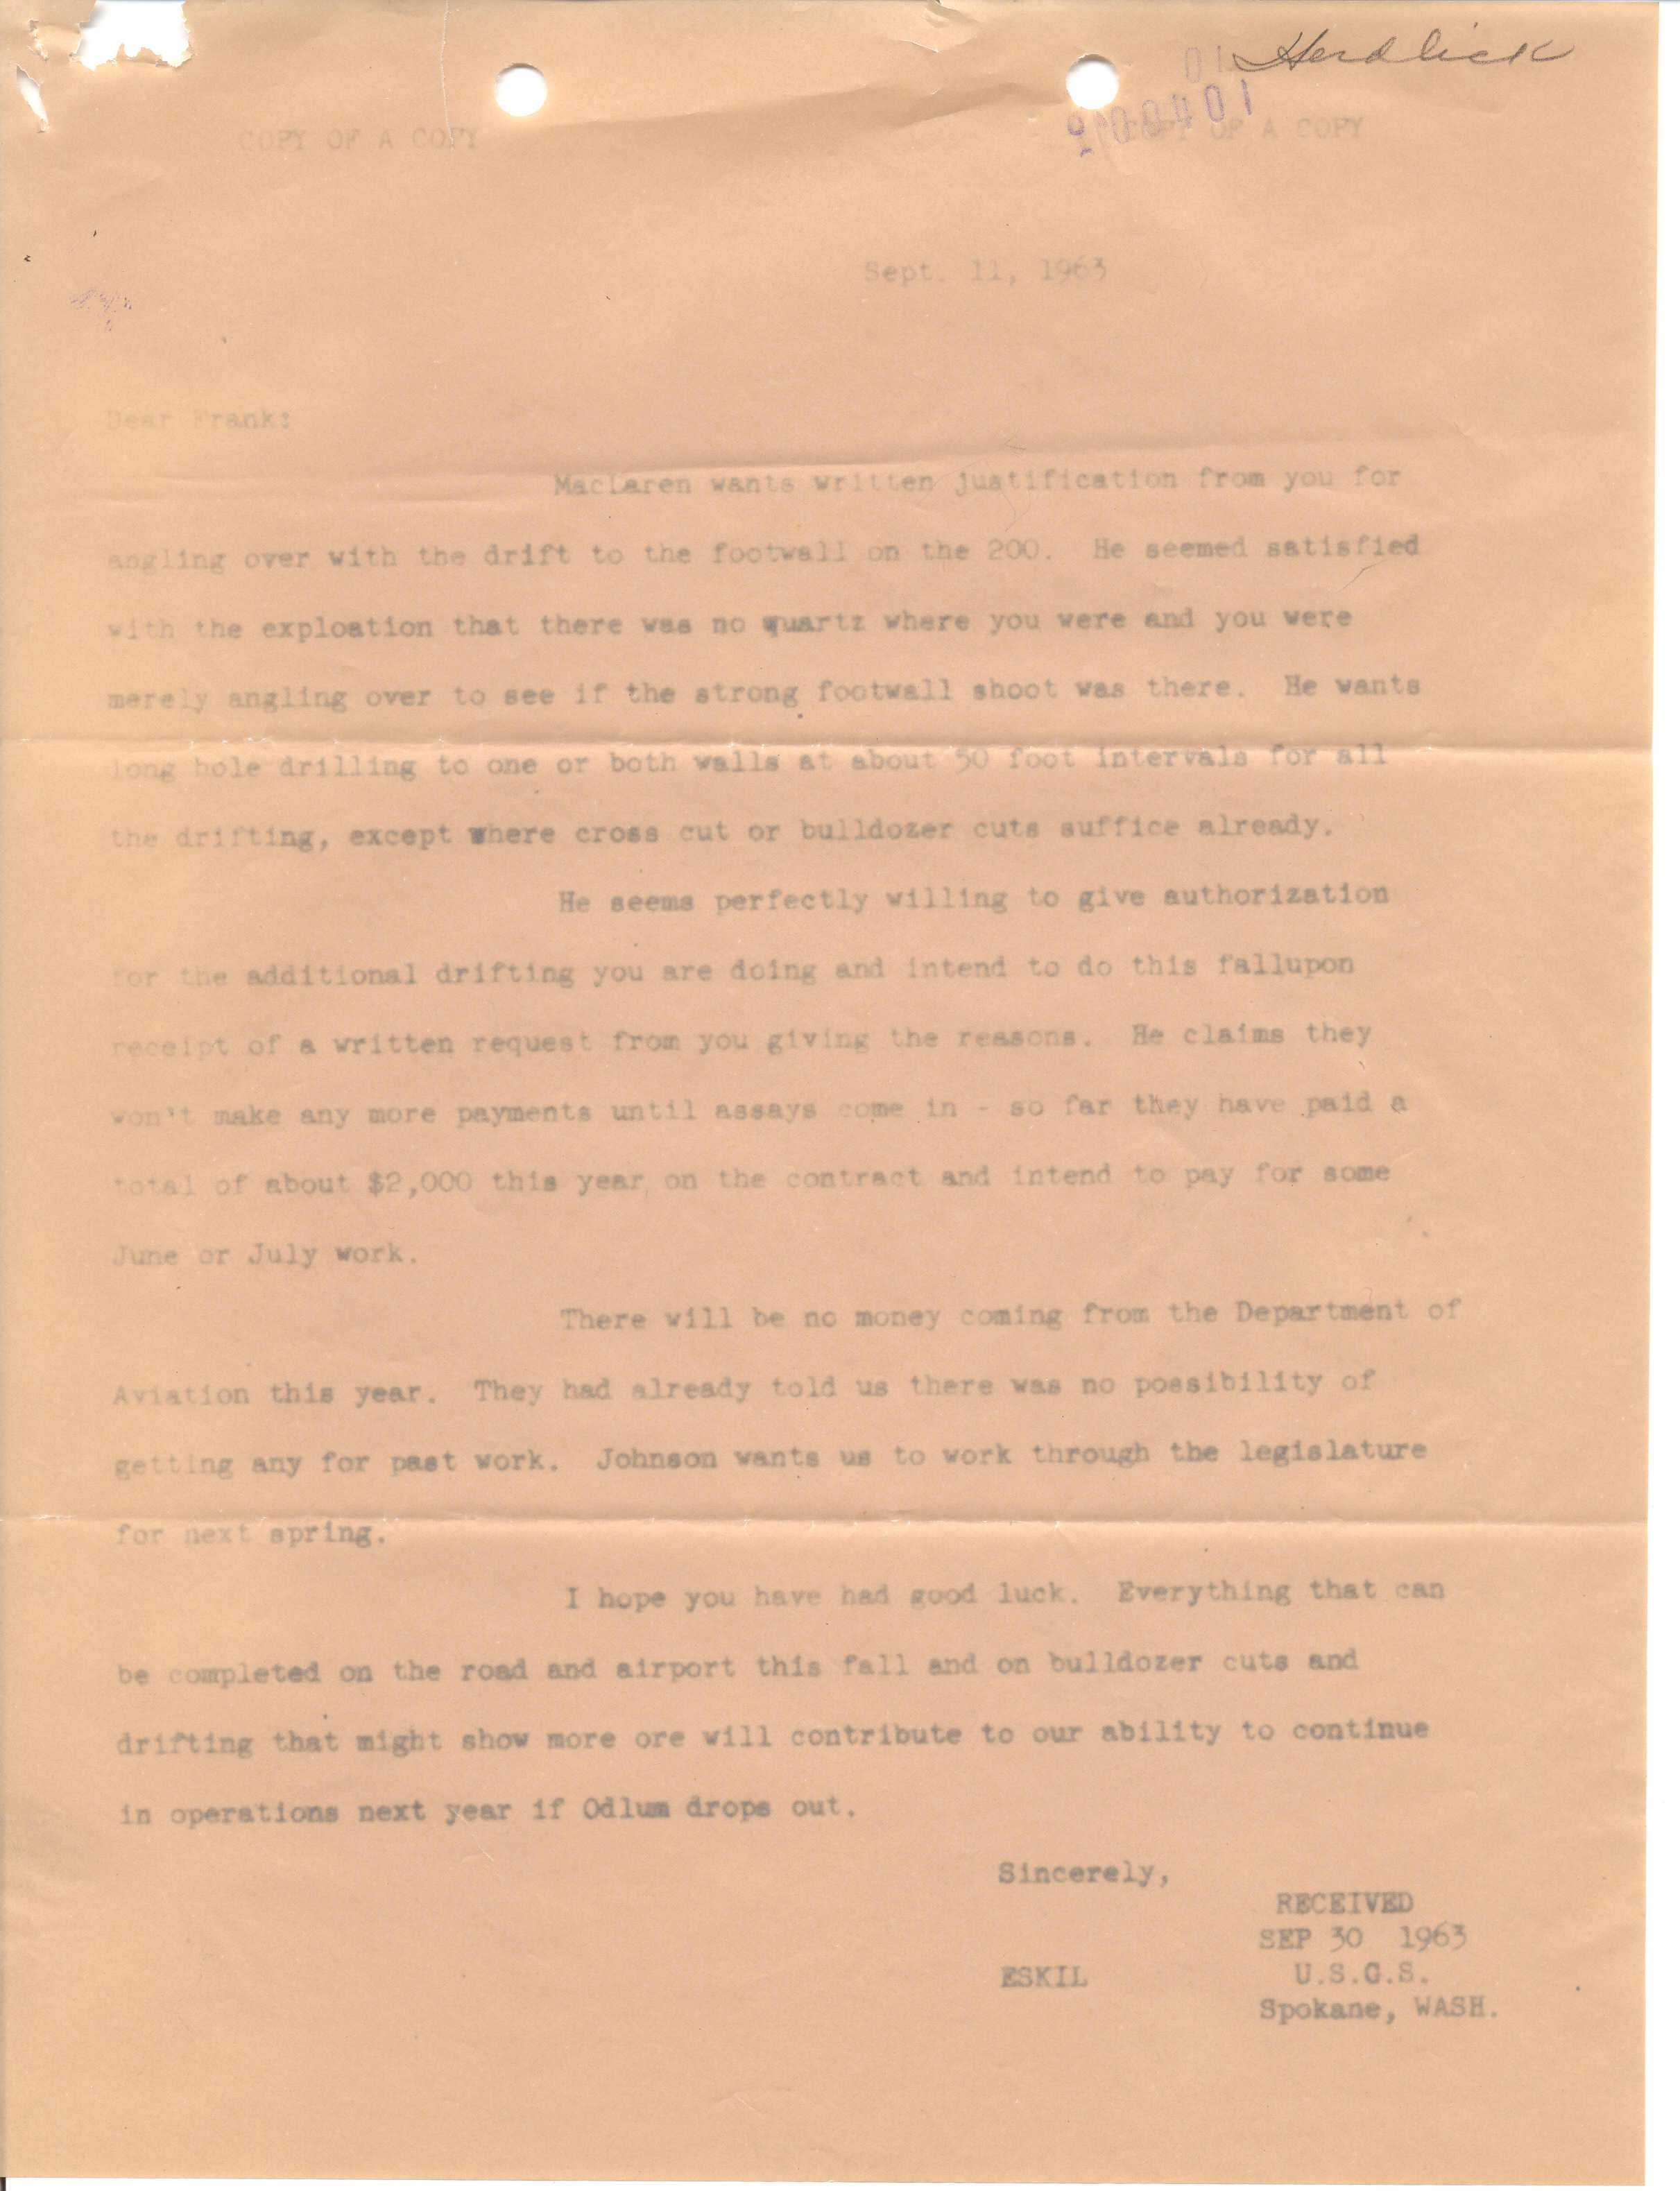 Herdlick
COPY OF A COPY OF A COPY
Sept. 11, 1963
Dear Frank:
MacLaren wants written justification from you for
angling over with the drift to the footwall on the 200. He seemed satisfied
with the exploation that there was no quartz where you were and you were
merely angling over to see if the strong footwall shoot was there. He wants
long hole drilling to one or both walls at about 50 foot intervals for all
the drifting, except where cross cut or bulldozer cuts suffice already.
He seems perfectly willing to give authorization
for the additional drifting you are doing and intend to do this fallupon
receipt of a written request from you giving the reasons. He claims they
won't make any more payments until assays come in - so far they have paid a
total of about $2,000 this year on the contract and intend to pay for some
June or July work.
There will be no money coming from the Department of
Aviation this year. They had already told us there was no possibility of
getting any for past work. Johnson wants us to work through the legislature
for next spring.
I hope you have had good luck. Everything that can
be completed on the road and airport this fall and on bulldozer cuts and
drifting that might show more ore will contribute to our ability to continue
in operations next year if Odlum drops out.
Sincerely,
RECEIVED
SEP 30 1963
ESKIL U.S.G.S.
Spokane, WASH.